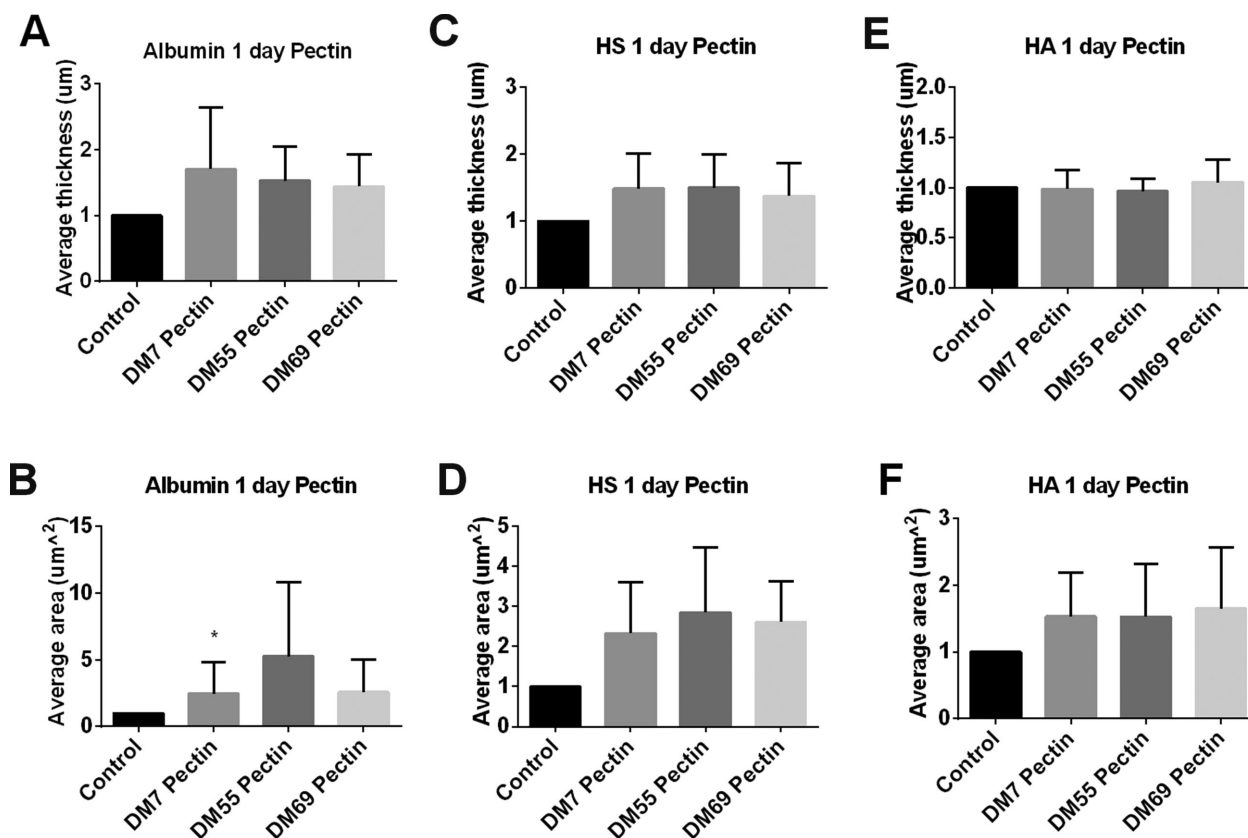 A
Albumin 1 day Pectin
Average thickness (um)
3
2
1
0
Control
DM7 Pectin
DM55 Pectin
DM69 Pectin
C
HS 1 day Pectin
Average thickness (um)
3
2
1
0
Control
DM7 Pectin
DM55 Pectin
DM69 Pectin
E
HA 1 day Pectin
Average thickness (um)
2.0
1.5
1.0
0.5
0.0
Control
DM7 Pectin
DM55 Pectin
DM69 Pectin
B
Albumin 1 day Pectin
Average area (um^2)
15
10
5
0
*
Control
DM7 Pectin
DM55 Pectin
DM69 Pectin
D
HS 1 day Pectin
Average area (um^2)
5
4
3
2
1
0
Control
DM7 Pectin
DM55 Pectin
DM69 Pectin
F
HA 1 day Pectin
Average area (um^2)
3
2
1
0
Control
DM7 Pectin
DM55 Pectin
DM69 Pectin